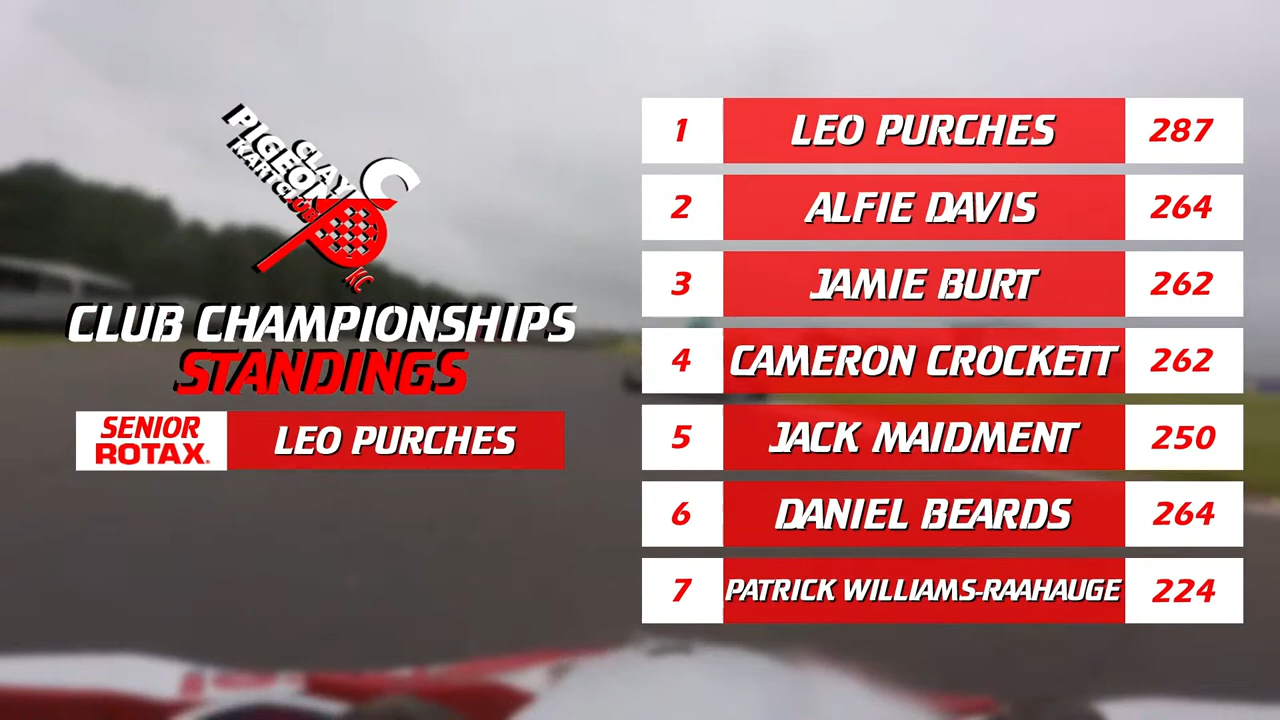 CLAY
PIGEON
KART CLUB
KC
CLUB CHAMPIONSHIPS
STANDINGS
SENIOR
ROTAX
LEO PURCHES
1 LEO PURCHES 287
2 ALFIE DAVIS 264
3 JAMIE BURT 262
4 CAMERON CROCKETT 262
5 JACK MAIDMENT 250
6 DANIEL BEARDS 264
7 PATRICK WILLIAMS-RAAHAUGE 224